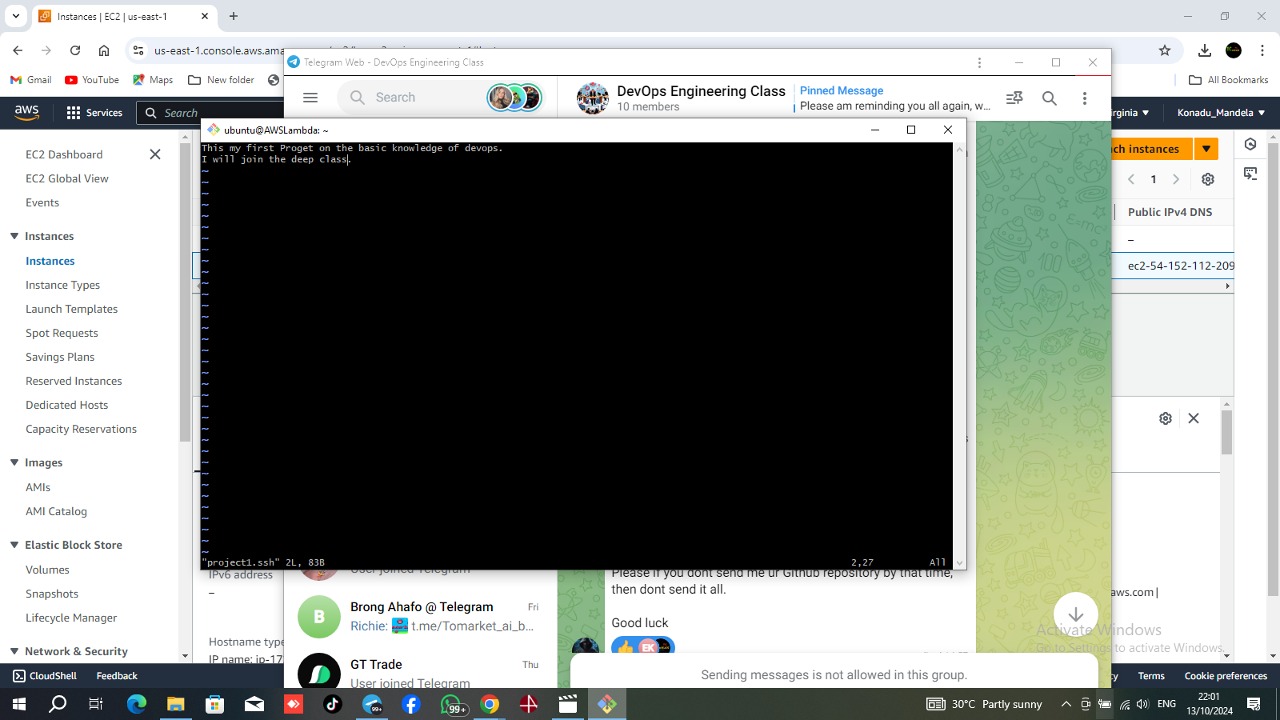 Instances | EC2 | us-east-1
us-east-1.console.aws.ama
Gmail
YouTube
Maps
New folder
All Bookmarks
Telegram Web - DevOps Engineering Class
Search
DevOps Engineering Class
10 members
Pinned Message
Please am reminding you all again, w...
aws
Services
Search
Konadu_Mandela
ubuntu@AWSLambda: ~
This my first Proget on the basic knowledge of devops.
I will join the deep class.
"project1.ssh" 2L, 83B
2,27
All
EC2 Dashboard
EC2 Global View
Events
Instances
Instances
Instance Types
Launch Templates
Spot Requests
Savings Plans
Reserved Instances
Dedicated Hosts
Capacity Reservations
Images
AMIs
AMI Catalog
Elastic Block Store
Volumes
Snapshots
Lifecycle Manager
Network & Security
CloudShell
Feedback
ch instances
1
Public IPv4 DNS
–
ec2-54-152-112-209
IPv6 address
–
Hostname type
IP name: ip-17
User joined Telegram
B
Brong Ahafo @ Telegram
Fri
Richie: t.me/Tomarket_ai_b...
GT Trade
Thu
User joined Telegram
Please if you dont send me ur Github repository by that time,
then dont send it all.
Good luck
EK
Sending messages is not allowed in this group.
aws.com |
Activate Windows
Go to Settings to activate Windows.
Terms
Cookie preferences
99+
30°C Partly sunny
ENG
22:01
13/10/2024